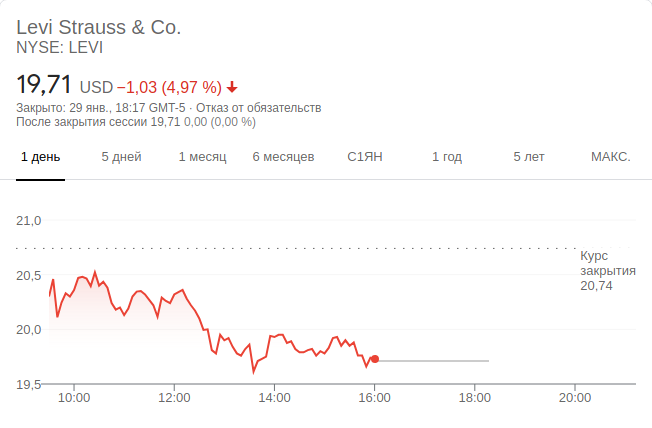 Levi Strauss & Co.
NYSE: LEVI
19,71 USD −1,03 (4,97 %)
Закрыто: 29 янв., 18:17 GMT-5 · Отказ от обязательств
После закрытия сессии 19,71 0,00 (0,00 %)
1 день 5 дней 1 месяц 6 месяцев С1ЯН 1 год 5 лет МАКС.
21,0
Курс
закрытия
20,74
20,5
20,0
19,5
10:00 12:00 14:00 16:00 18:00 20:00